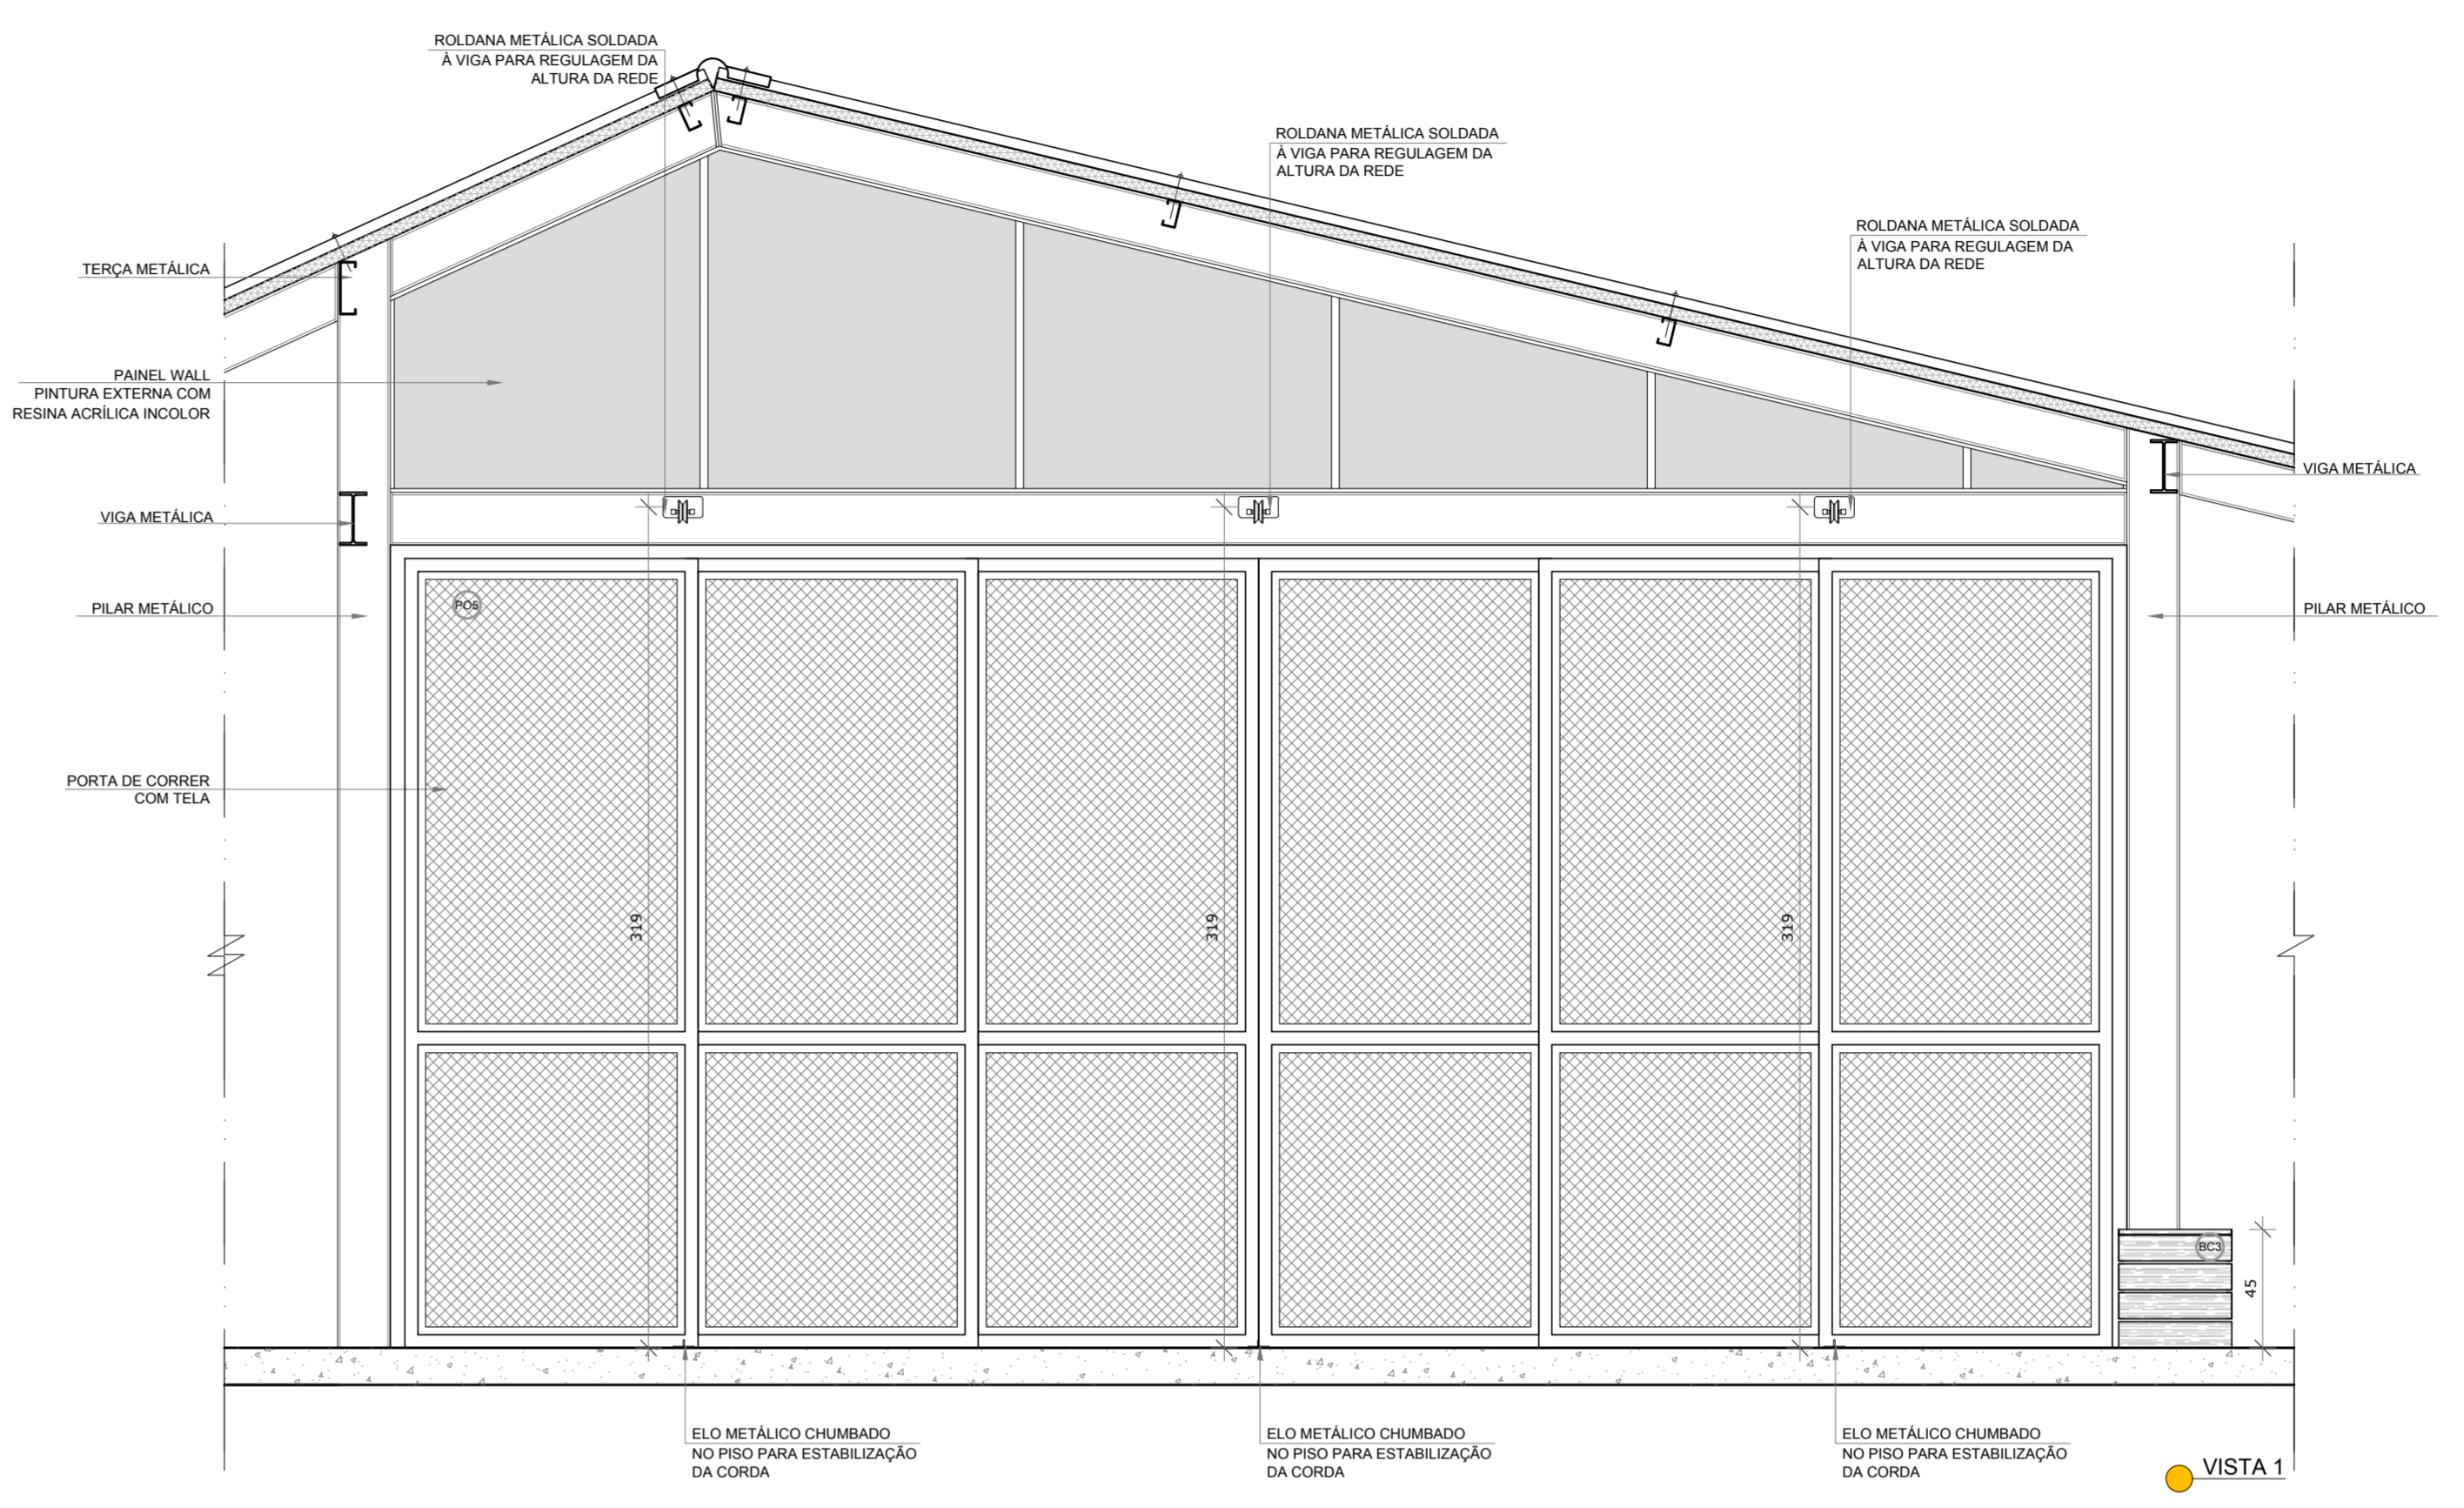 ROLDANA METÁLICA SOLDADA
À VIGA PARA REGULAGEM DA
ALTURA DA REDE
ROLDANA METÁLICA SOLDADA
À VIGA PARA REGULAGEM DA
ALTURA DA REDE
ROLDANA METÁLICA SOLDADA
À VIGA PARA REGULAGEM DA
ALTURA DA REDE
TERÇA METÁLICA
PAINEL WALL
PINTURA EXTERNA COM
RESINA ACRÍLICA INCOLOR
VIGA METÁLICA
VIGA METÁLICA
PILAR METÁLICO
PO5
PILAR METÁLICO
PORTA DE CORRER
COM TELA
319
319
319
BC3
45
ELO METÁLICO CHUMBADO
NO PISO PARA ESTABILIZAÇÃO
DA CORDA
ELO METÁLICO CHUMBADO
NO PISO PARA ESTABILIZAÇÃO
DA CORDA
ELO METÁLICO CHUMBADO
NO PISO PARA ESTABILIZAÇÃO
DA CORDA
VISTA 1